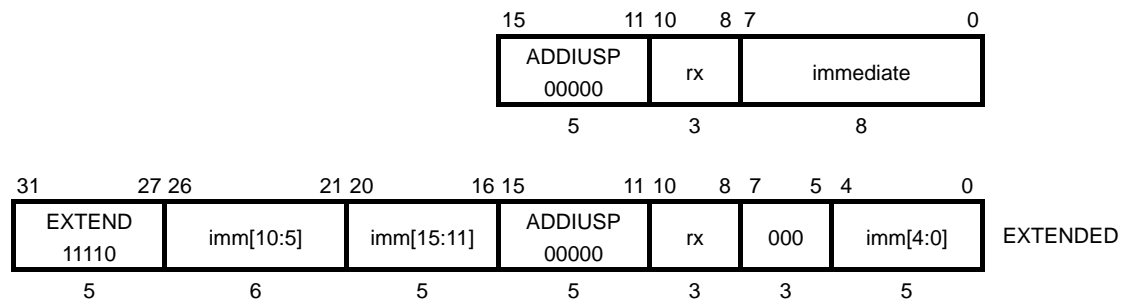 15 11 10 8 7 0
ADDIUSP
00000
rx
immediate
5 3 8
31 27 26 21 20 16 15 11 10 8 7 5 4 0
EXTEND
11110
imm[10:5]
imm[15:11]
ADDIUSP
00000
rx
000
imm[4:0]
EXTENDED
5 6 5 5 3 3 5